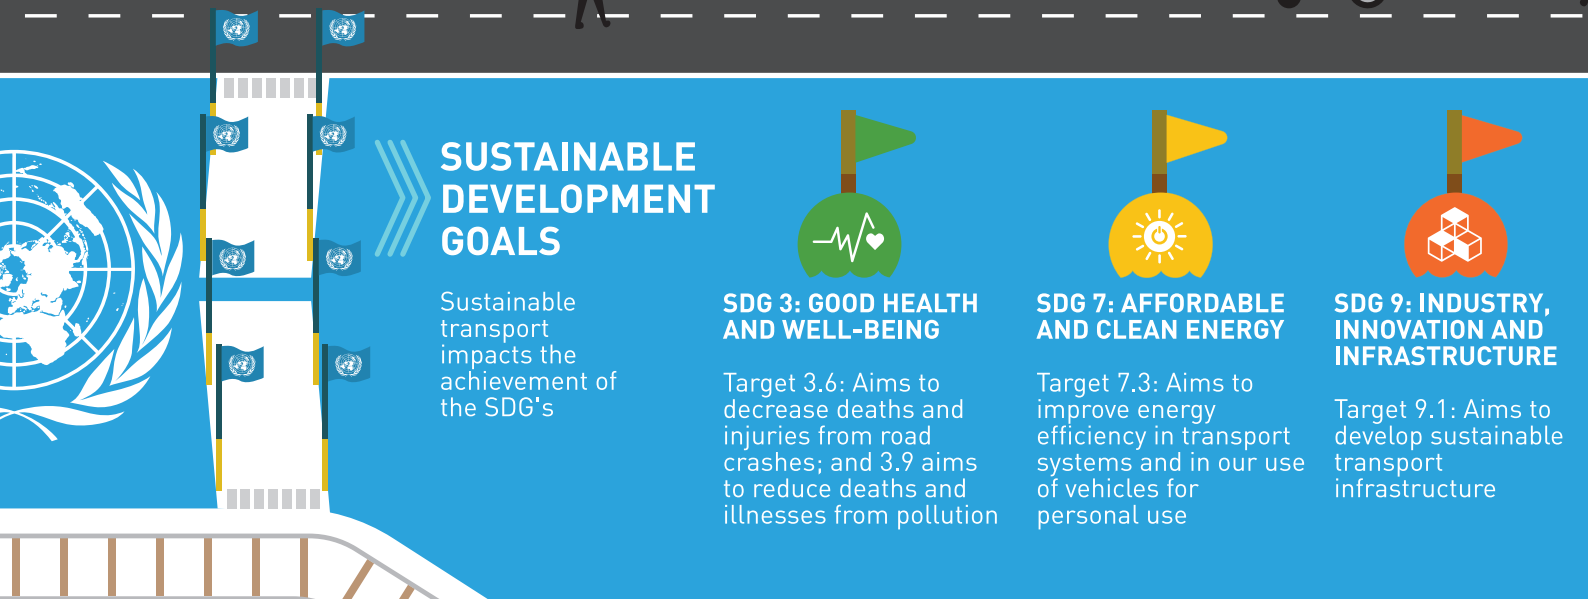 SUSTAINABLE
DEVELOPMENT
GOALS
Sustainable
transport
impacts the
achievement of
the SDG's
SDG 3: GOOD HEALTH
AND WELL-BEING
Target 3.6: Aims to
decrease deaths and
injuries from road
crashes; and 3.9 aims
to reduce deaths and
illnesses from pollution
SDG 7: AFFORDABLE
AND CLEAN ENERGY
Target 7.3: Aims to
improve energy
efficiency in transport
systems and in our use
of vehicles for
personal use
SDG 9: INDUSTRY,
INNOVATION AND
INFRASTRUCTURE
Target 9.1: Aims to
develop sustainable
transport
infrastructure